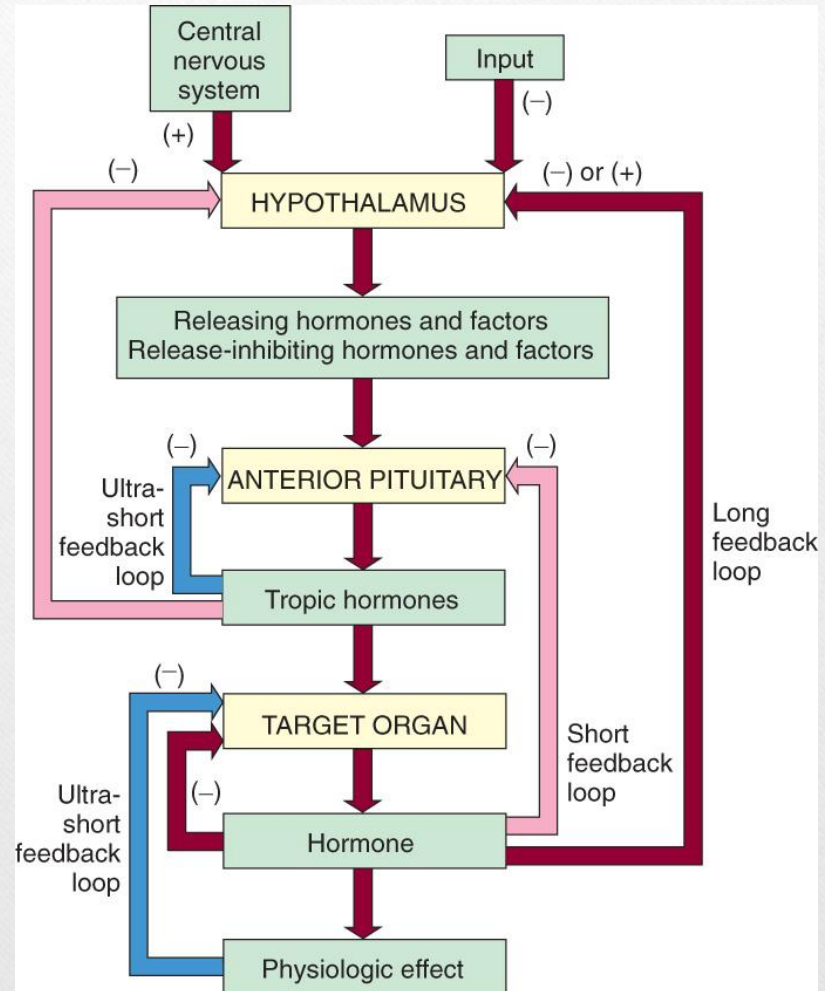 Central
nervous
system
Input
(+)
(–)
(–)
(–) or (+)
HYPOTHALAMUS
Releasing hormones and factors
Release-inhibiting hormones and factors
(–)
(–)
ANTERIOR PITUITARY
Ultra-
short
feedback
loop
Long
feedback
loop
Tropic hormones
(–)
TARGET ORGAN
Short
feedback
loop
(–)
Ultra-
short
feedback
loop
Hormone
Physiologic effect